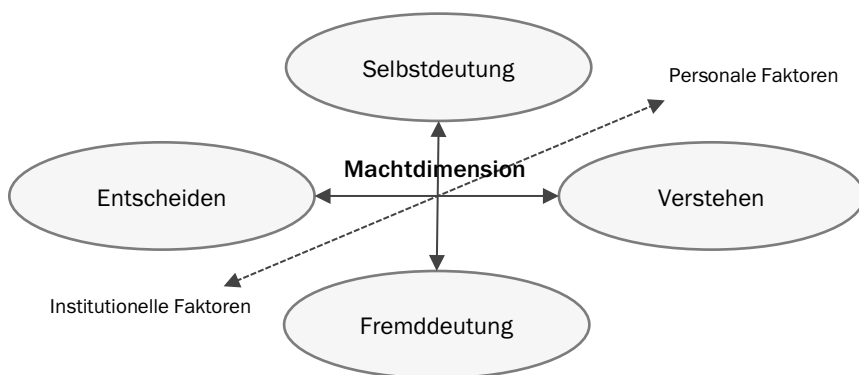 Selbstdeutung
Personale Faktoren
Machtdimension
Entscheiden
Verstehen
Institutionelle Faktoren
Fremddeutung